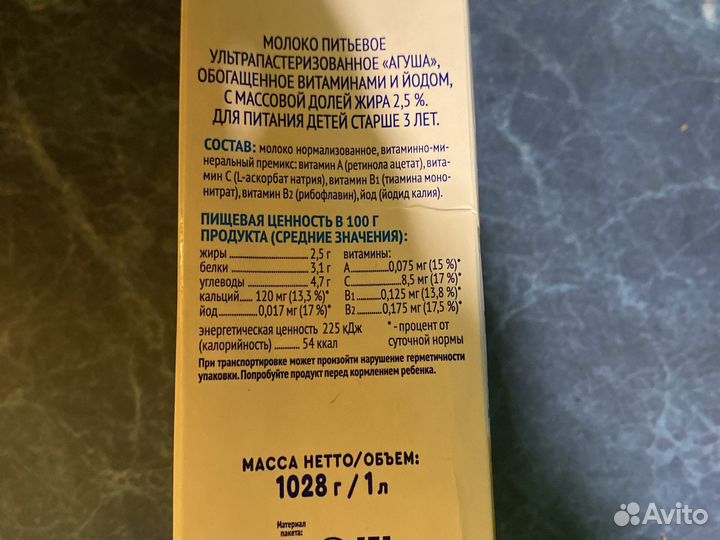 МОЛОКО ПИТЬЕВОЕ
УЛЬТРАПАСТЕРИЗОВАННОЕ «АГУША»,
ОБОГАЩЕННОЕ ВИТАМИНАМИ И ЙОДОМ,
С МАССОВОЙ ДОЛЕЙ ЖИРА 2,5 %.
ДЛЯ ПИТАНИЯ ДЕТЕЙ СТАРШЕ 3 ЛЕТ.
СОСТАВ: молоко нормализованное, витаминно-ми-
неральный премикс: витамин А (ретинола ацетат), вита-
мин С (L-аскорбат натрия), витамин В1 (тиамина моно-
нитрат), витамин В2 (рибофлавин), йод (йодид калия).
ПИЩЕВАЯ ЦЕННОСТЬ В 100 Г
ПРОДУКТА (СРЕДНИЕ ЗНАЧЕНИЯ):
жиры ........ 2,5 г
белки ........ 3,1 г
углеводы ........ 4,7 г
кальций..... 120 мг (13,3%)*
йод ........ 0,017 мг (17 %)*
энергетическая ценность 225 кДж
(калорийность) ........ 54 ккал
витамины:
А ........ 0,075 мг (15 %)*
С ........ 8,5 мг (17 %)*
В1 ..... 0,125 мг (13,8%)*
В2 ..... 0,175 мг (17,5%)*
* - процент от
суточной нормы
При транспортировке может произойти нарушение герметичности
упаковки. Попробуйте продукт перед кормлением ребенка.
МАССА НЕТТО/ОБЪЕМ:
1028 г / 1 л
Материал
пакета:
Avito